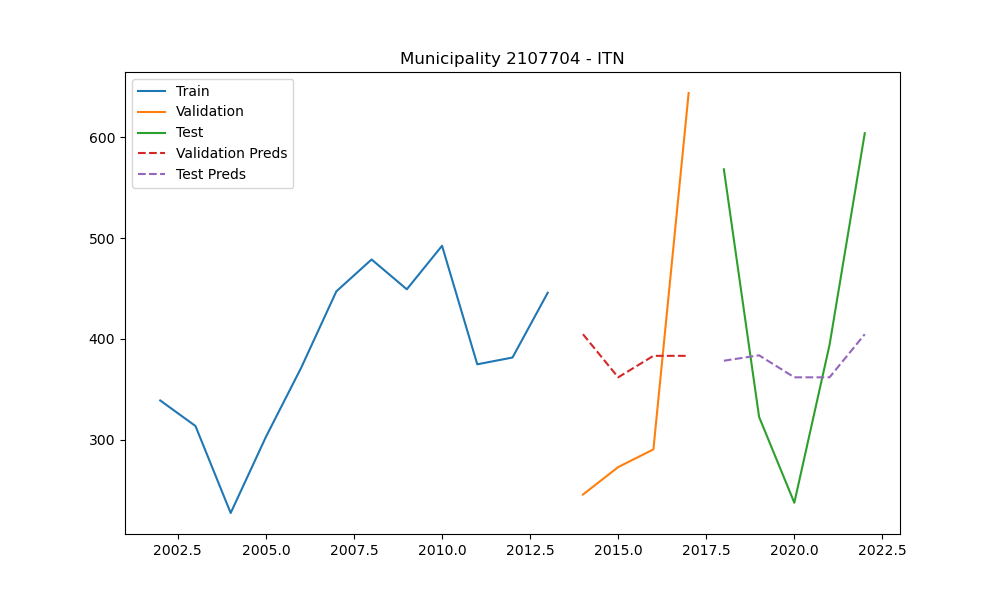 Municipality 2107704 - ITN
Train
Validation
Test
Validation Preds
Test Preds
600
500
400
300
2002.5 2005.0 2007.5 2010.0 2012.5 2015.0 2017.5 2020.0 2022.5